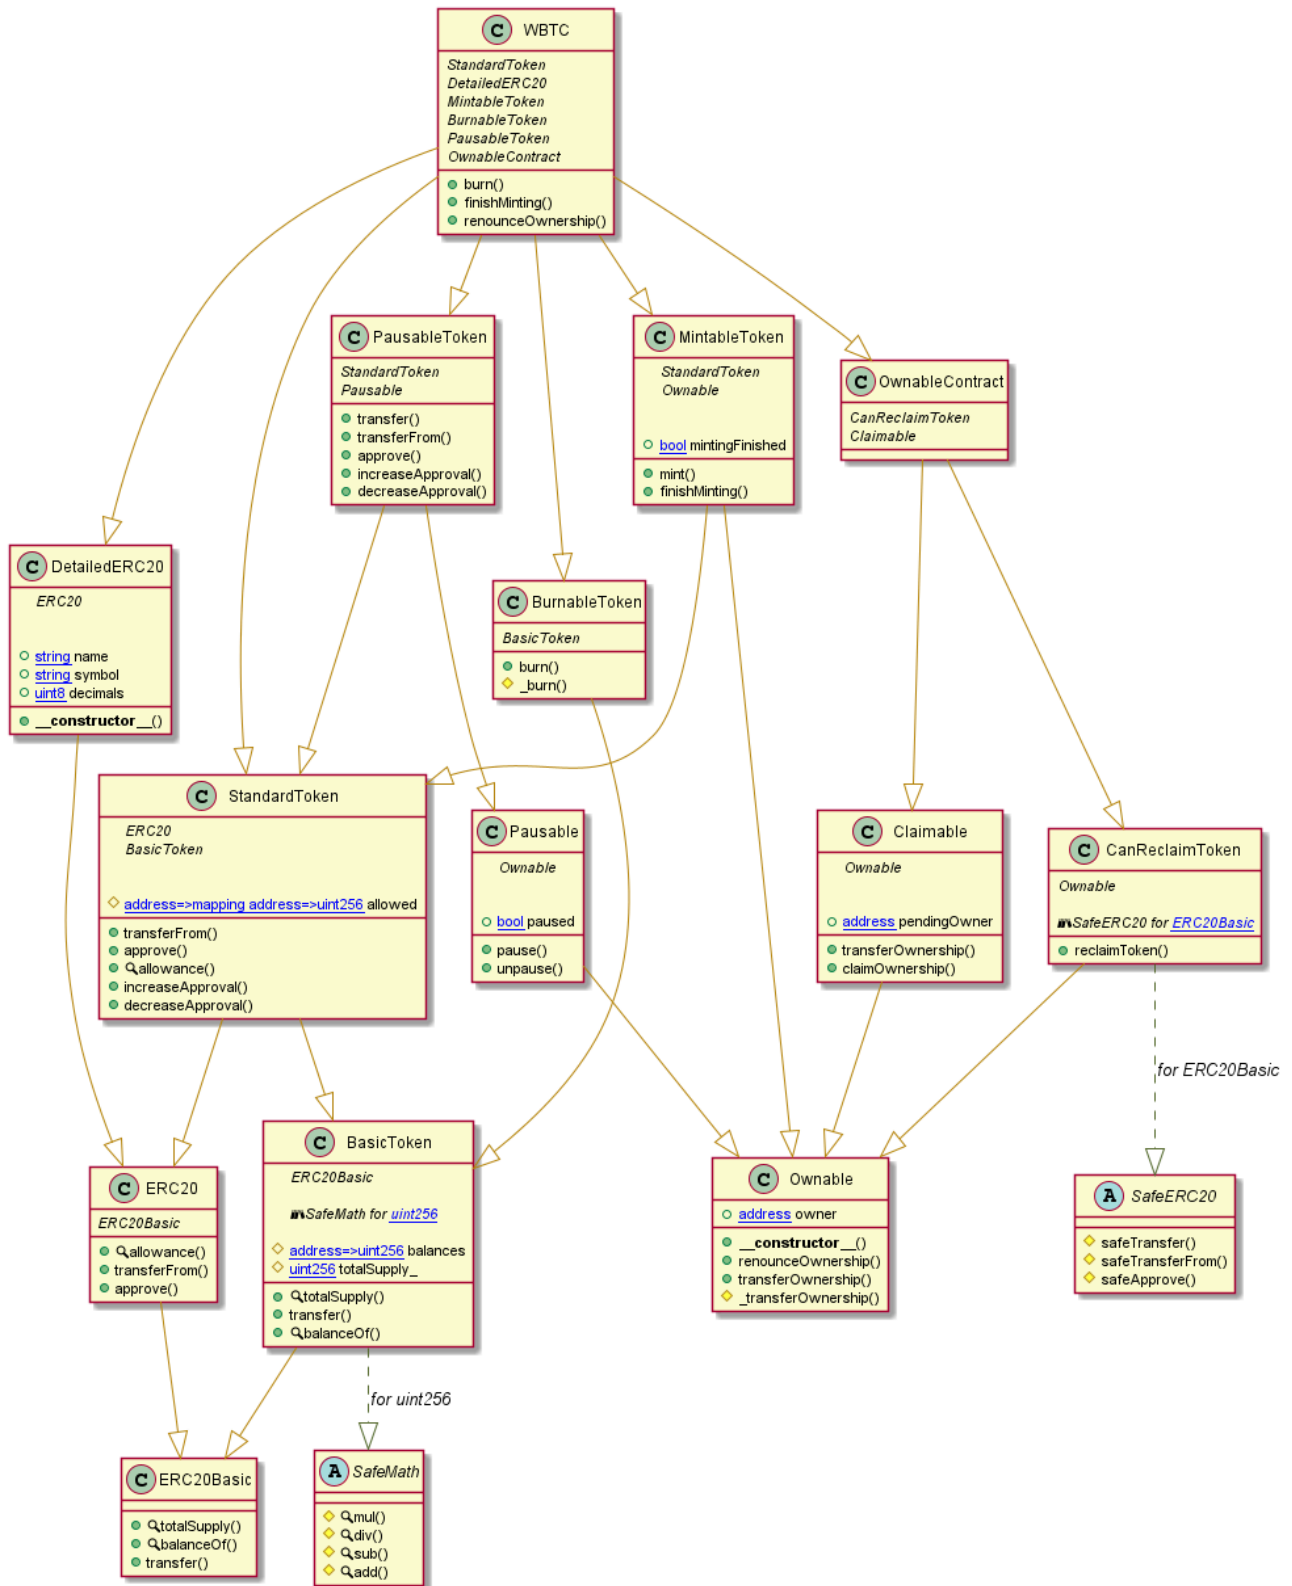 C WBTC
StandardToken
DetailedERC20
MintableToken
BurnableToken
PausableToken
OwnableContract
burn()
finishMinting()
renounceOwnership()
C PausableToken
StandardToken
Pausable
transfer()
transferFrom()
approve()
increaseApproval()
decreaseApproval()
C MintableToken
StandardToken
Ownable
bool mintingFinished
mint()
finishMinting()
C OwnableContract
CanReclaimToken
Claimable
C DetailedERC20
ERC20
string name
string symbol
uint8 decimals
__constructor__()
C BurnableToken
BasicToken
burn()
_burn()
C StandardToken
ERC20
BasicToken
address=>mapping address=>uint256 allowed
transferFrom()
approve()
allowance()
increaseApproval()
decreaseApproval()
C Pausable
Ownable
bool paused
pause()
unpause()
C Claimable
Ownable
address pendingOwner
transferOwnership()
claimOwnership()
C CanReclaimToken
Ownable
SafeERC20 for ERC20Basic
reclaimToken()
for ERC20Basic
C ERC20
ERC20Basic
allowance()
transferFrom()
approve()
C BasicToken
ERC20Basic
SafeMath for uint256
address=>uint256 balances
uint256 totalSupply_
totalSupply()
transfer()
balanceOf()
C Ownable
address owner
__constructor__()
renounceOwnership()
transferOwnership()
_transferOwnership()
A SafeERC20
safeTransfer()
safeTransferFrom()
safeApprove()
for uint256
C ERC20Basic
totalSupply()
balanceOf()
transfer()
A SafeMath
mul()
div()
sub()
add()